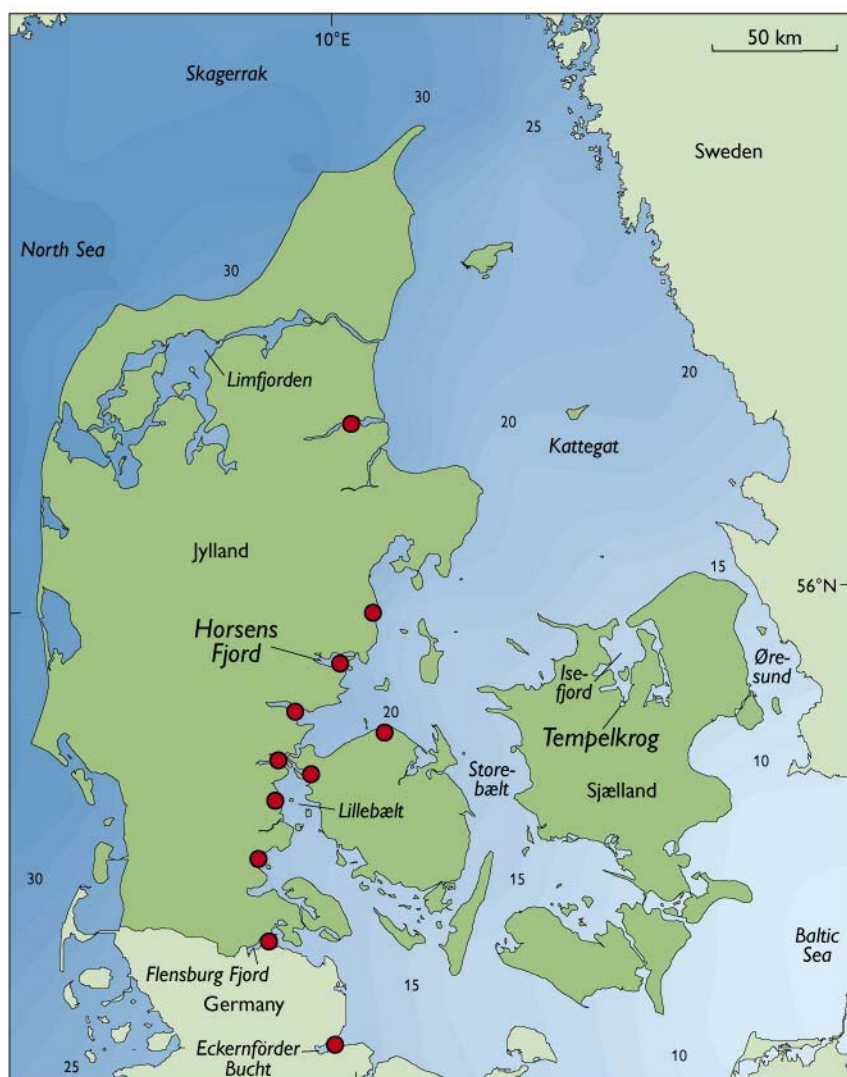 10°E
50 km
Skagerrak
30
25
Sweden
North Sea
30
Limfjorden
20
20
Kattegat
Jylland
15
56°N
Horsens
Fjord
Ise-
fjord
Øre-
sund
20
Tempelkrog
10
Store-
bælt
Sjælland
Lillebælt
30
15
Baltic
Sea
Flensburg Fjord
15
Germany
Eckernförder
Bucht
25
10